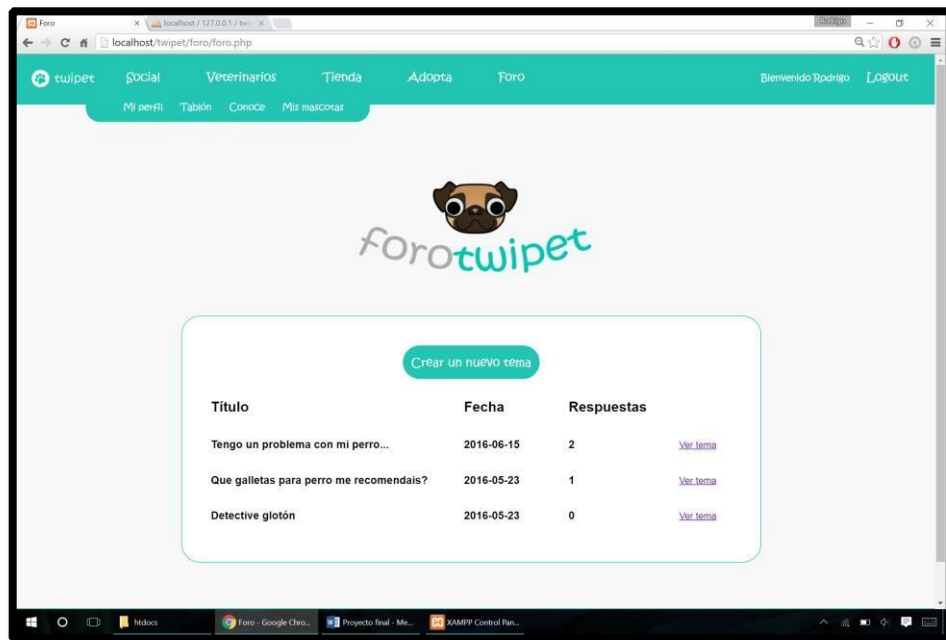 Foro
localhost / 127.0.0.1 / twi
Rodrigo
localhost/twipet/foro/foro.php
twipet Social Veterinarios Tienda Adopta Foro Bienvenido Rodrigo Logout
Mi perfil Tablón Conoce Mis mascotas
forotwipet
Crear un nuevo tema
Título Fecha Respuestas
Tengo un problema con mi perro... 2016-06-15 2 Ver tema
Que galletas para perro me recomendais? 2016-05-23 1 Ver tema
Detective glotón 2016-05-23 0 Ver tema
htdocs Foro - Google Chro... Proyecto final - Me... XAMPP Control Pan...